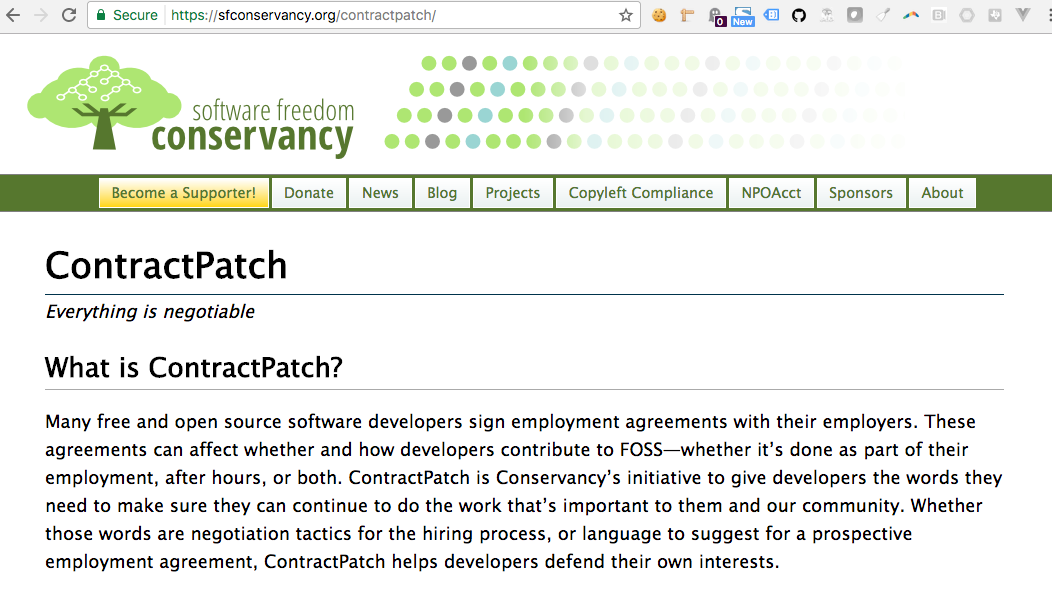 Secure https://sfconservancy.org/contractpatch/
0
New
software freedom
conservancy
Become a Supporter! Donate News Blog Projects Copyleft Compliance NPOAcct Sponsors About
ContractPatch
Everything is negotiable
What is ContractPatch?
Many free and open source software developers sign employment agreements with their employers. These
agreements can affect whether and how developers contribute to FOSS—whether it’s done as part of their
employment, after hours, or both. ContractPatch is Conservancy’s initiative to give developers the words they
need to make sure they can continue to do the work that’s important to them and our community. Whether
those words are negotiation tactics for the hiring process, or language to suggest for a prospective
employment agreement, ContractPatch helps developers defend their own interests.